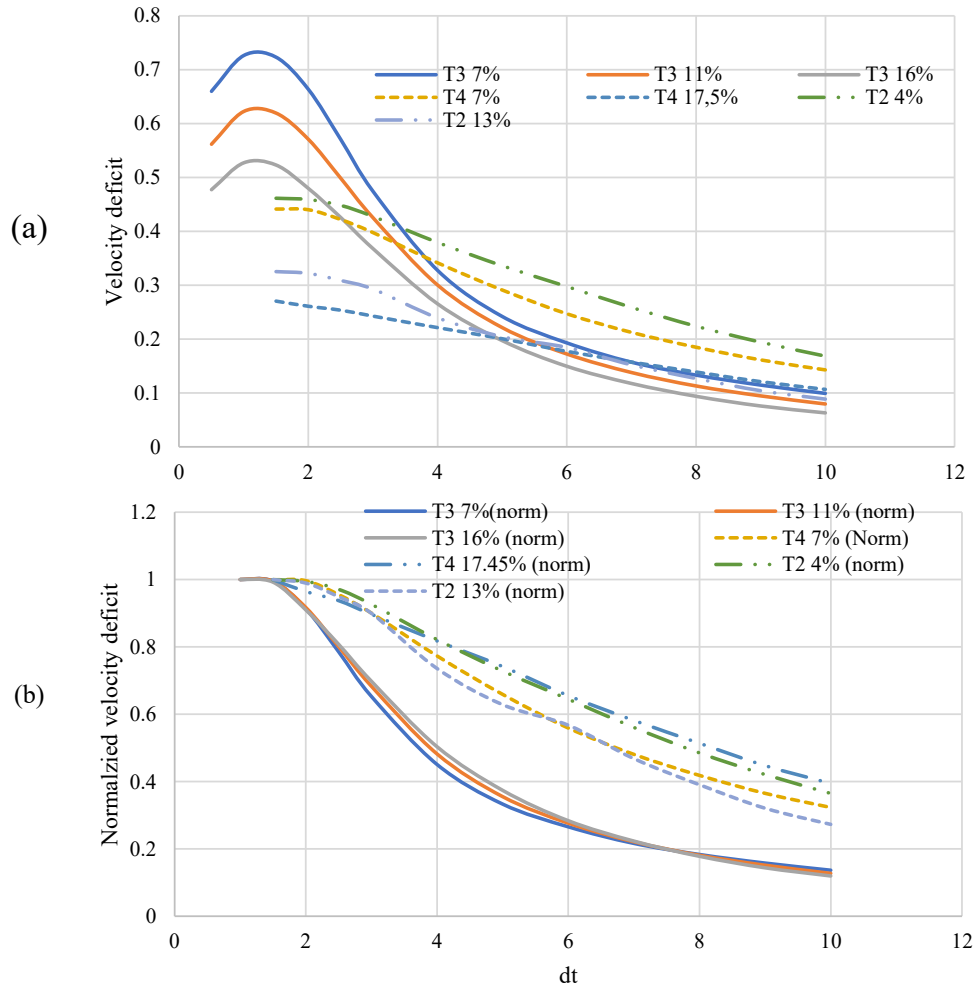 0.8
0.7
0.6
0.5
0.4
0.3
0.2
0.1
0
(a)
Velocity deficit
T3 7% T3 11% T3 16%
T4 7% T4 17,5% T2 4%
T2 13%
0 2 4 6 8 10 12
T3 7%(norm) T3 11% (norm)
T3 16% (norm) T4 7% (Norm)
T4 17.45% (norm) T2 4% (norm)
T2 13% (norm)
1.2
1
0.8
0.6
0.4
0.2
0
(b)
Normalzied velocity deficit
0 2 4 6 8 10 12
dt